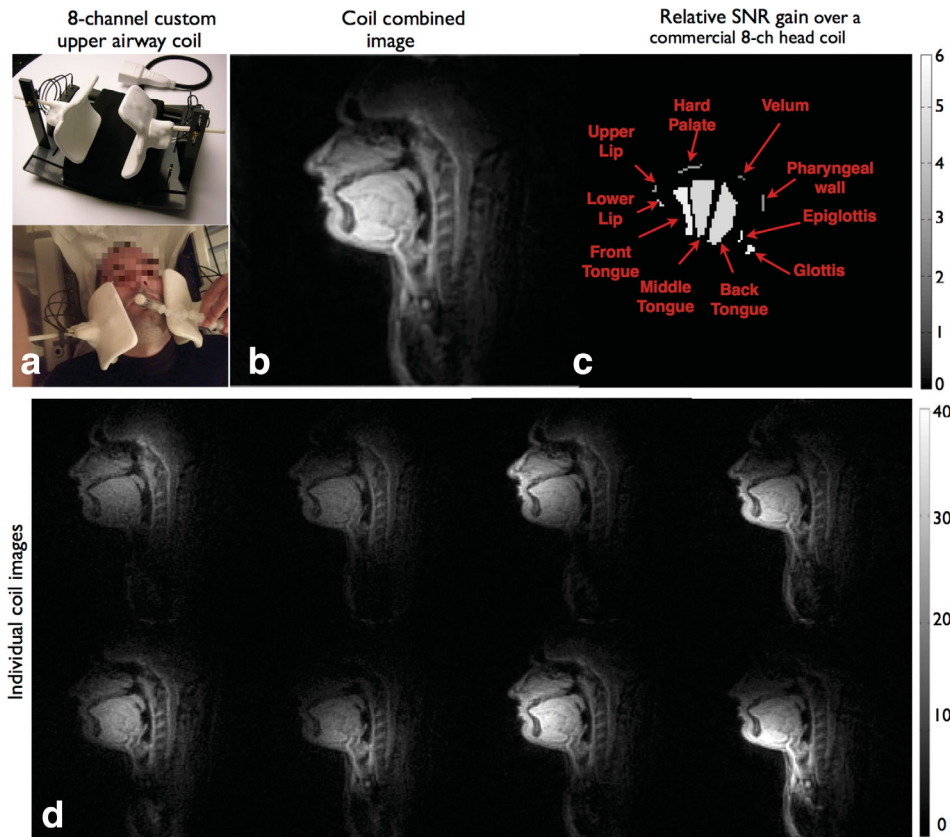 8-channel custom
upper airway coil
Coil combined
image
Relative SNR gain over a
commercial 8-ch head coil
a
b
c
Upper
Lip
Hard
Palate
Velum
Lower
Lip
Pharyngeal
wall
Epiglottis
Front
Tongue
Middle
Tongue
Back
Tongue
Glottis
6
5
4
3
2
1
0
Individual coil images
d
40
30
20
10
0